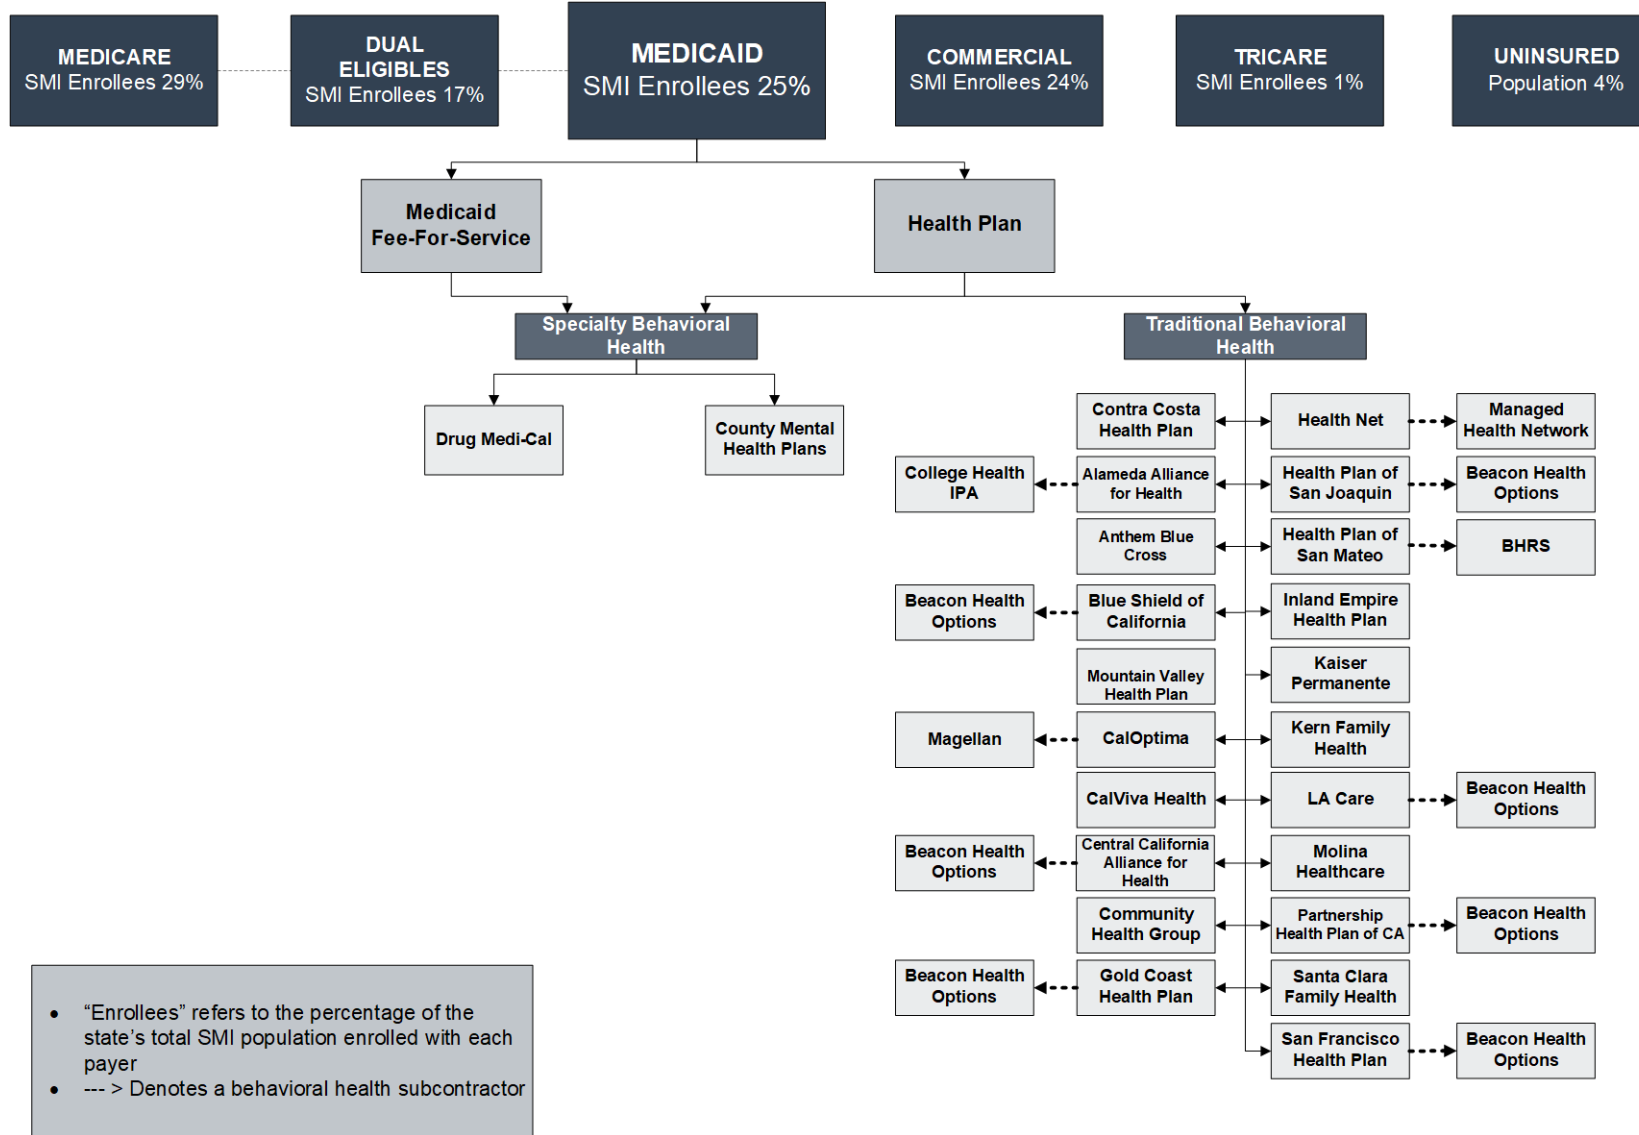 MEDICARE
SMI Enrollees 29%
DUAL
ELIGIBLES
SMI Enrollees 17%
MEDICAID
SMI Enrollees 25%
COMMERCIAL
SMI Enrollees 24%
TRICARE
SMI Enrollees 1%
UNINSURED
Population 4%
Medicaid
Fee-For-Service
Health Plan
Specialty Behavioral
Health
Traditional Behavioral
Health
Drug Medi-Cal
County Mental
Health Plans
Contra Costa
Health Plan
Health Net
Managed
Health Network
College Health
IPA
Alameda Alliance
for Health
Health Plan of
San Joaquin
Beacon Health
Options
Anthem Blue
Cross
Health Plan of
San Mateo
BHRS
Beacon Health
Options
Blue Shield of
California
Inland Empire
Health Plan
Mountain Valley
Health Plan
Kaiser
Permanente
Magellan
CalOptima
Kern Family
Health
CalViva Health
LA Care
Beacon Health
Options
Beacon Health
Options
Central California
Alliance for
Health
Molina
Healthcare
Community
Health Group
Partnership
Health Plan of CA
Beacon Health
Options
Beacon Health
Options
Gold Coast
Health Plan
Santa Clara
Family Health
San Francisco
Health Plan
Beacon Health
Options
• “Enrollees” refers to the percentage of the
state’s total SMI population enrolled with each
payer
• --- > Denotes a behavioral health subcontractor